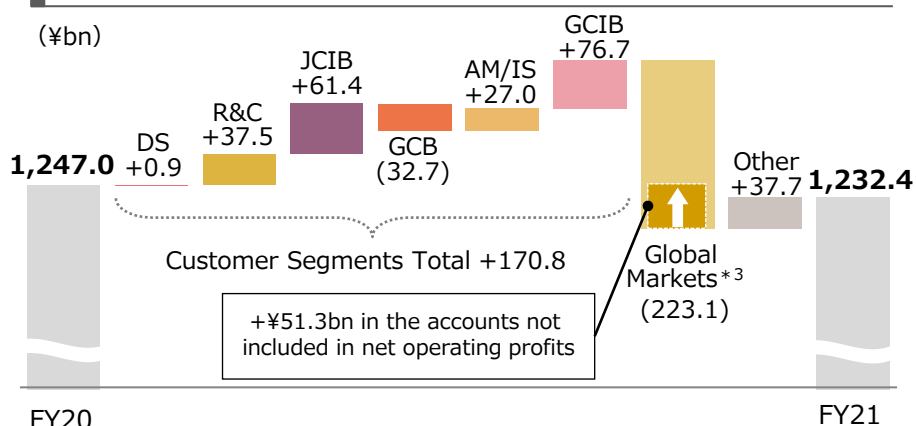 (¥bn)
GCIB
+76.7
JCIB
+61.4
AM/IS
+27.0
R&C
+37.5
DS
+0.9
GCB
(32.7)
Other
+37.7
1,247.0
1,232.4
Customer Segments Total +170.8
Global
Markets*3
(223.1)
+¥51.3bn in the accounts not
included in net operating profits
FY20
FY21